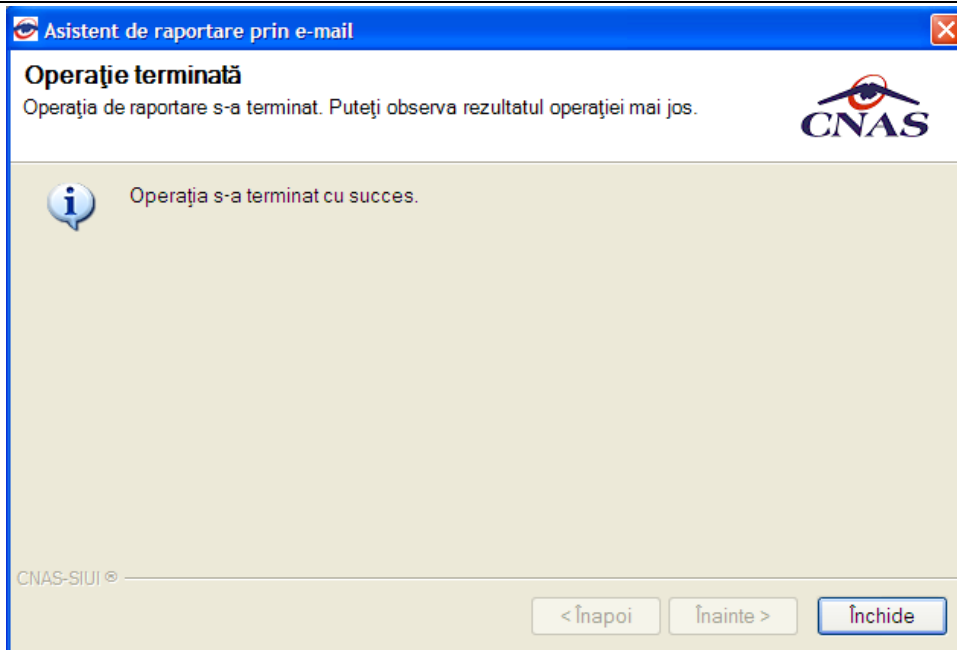 Asistent de raportare prin e-mail
Operaţie terminată
Operaţia de raportare s-a terminat. Puteţi observa rezultatul operaţiei mai jos.
CNAS
Operaţia s-a terminat cu succes.
CNAS-SIUI ®
< Înapoi
Înainte >
Închide